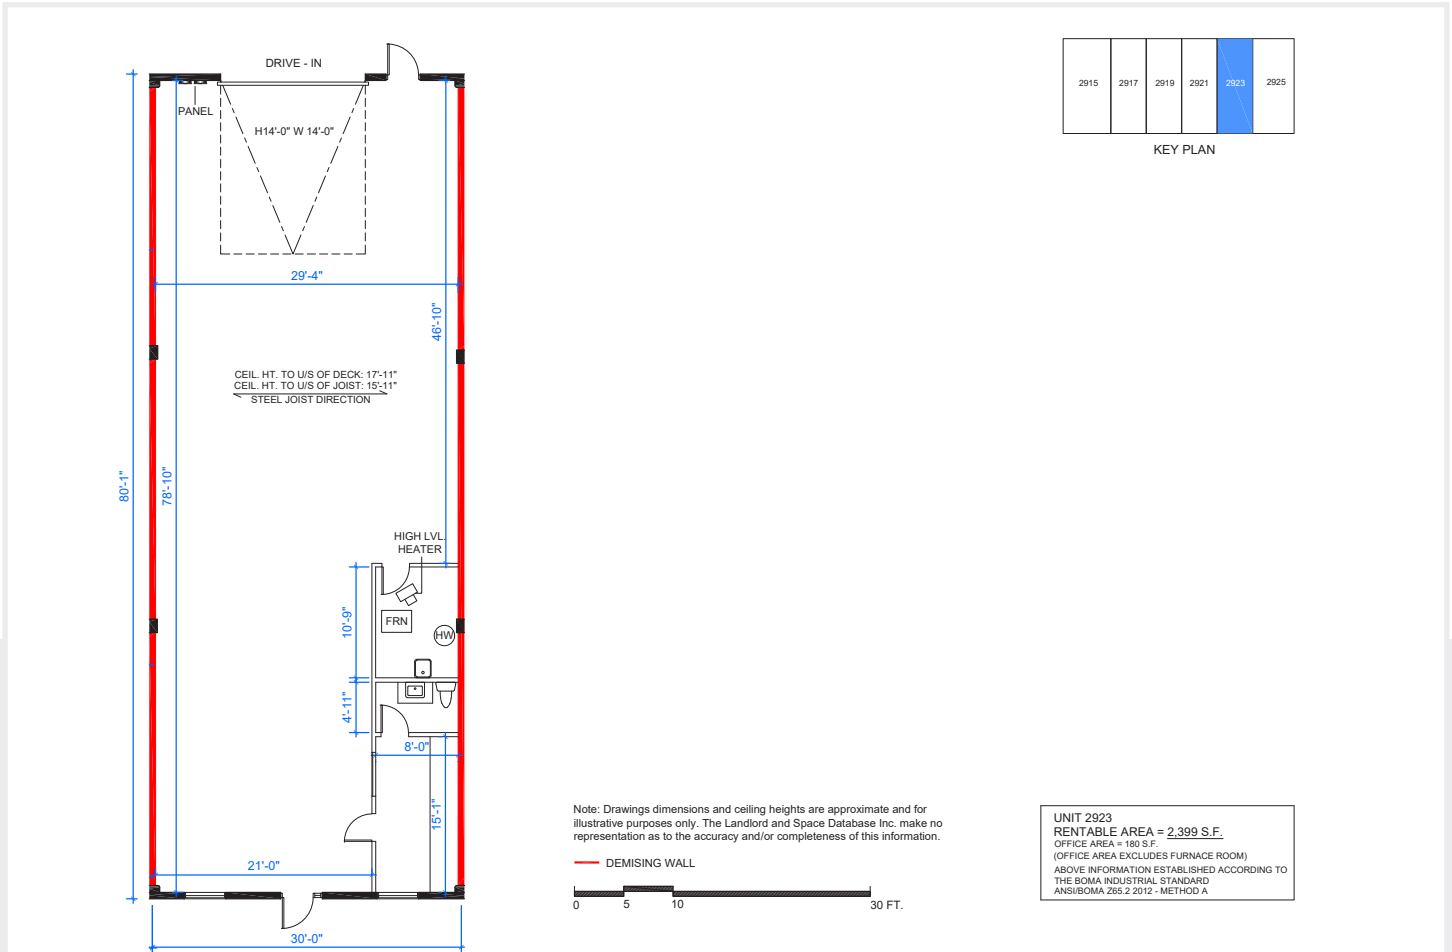 DRIVE - IN
PANEL
H14'-0" W 14'-0"
29'-4"
46'-10"
CEIL. HT. TO U/S OF DECK: 17'-11"
CEIL. HT. TO U/S OF JOIST: 15'-11"
STEEL JOIST DIRECTION
80'-1"
78'-10"
HIGH LVL.
HEATER
10'-9"
FRN
HW
4'-11"
8'-0"
15'-1"
21'-0"
30'-0"
2915 2917 2919 2921 2923 2925
KEY PLAN
Note: Drawings dimensions and ceiling heights are approximate and for
illustrative purposes only. The Landlord and Space Database Inc. make no
representation as to the accuracy and/or completeness of this information.
DEMISING WALL
0 5 10 30 FT.
UNIT 2923
RENTABLE AREA = 2,399 S.F.
OFFICE AREA = 180 S.F.
(OFFICE AREA EXCLUDES FURNACE ROOM)
ABOVE INFORMATION ESTABLISHED ACCORDING TO
THE BOMA INDUSTRIAL STANDARD
ANSI/BOMA Z65.2 2012 - METHOD A